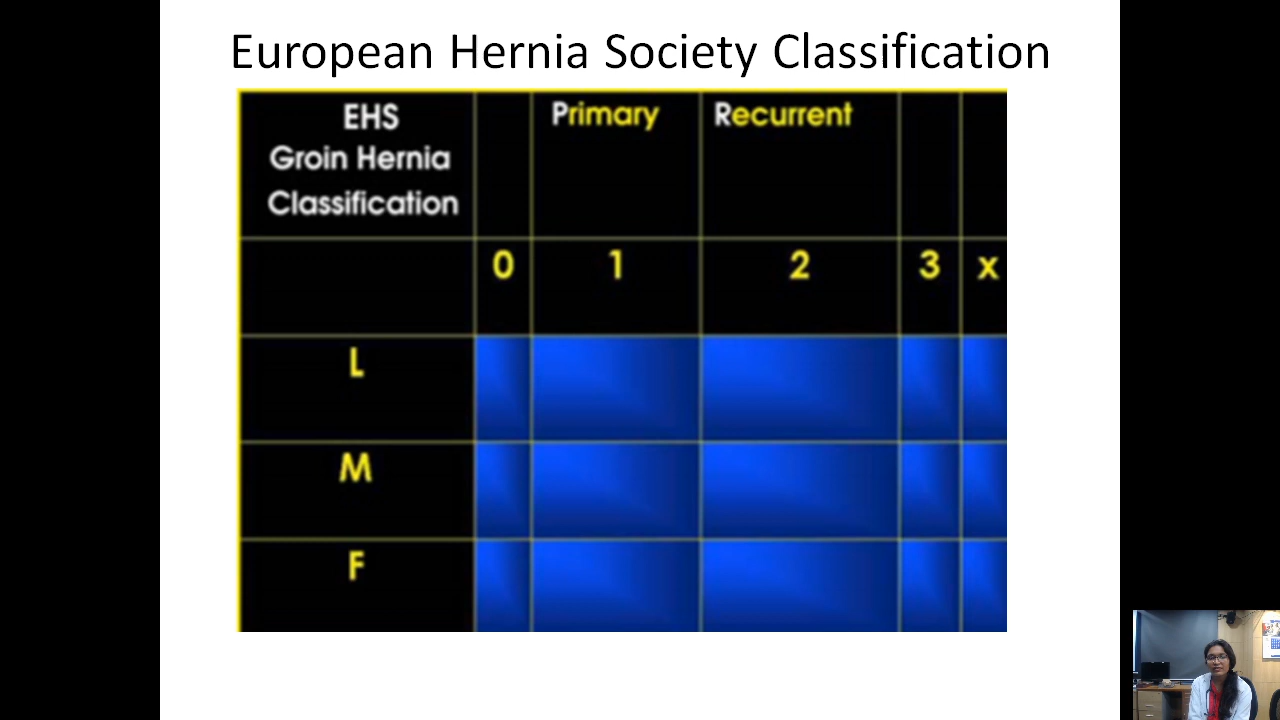 European Hernia Society Classification
EHS
Groin Hernia
Classification
Primary
Recurrent
0
1
2
3
x
L
M
F